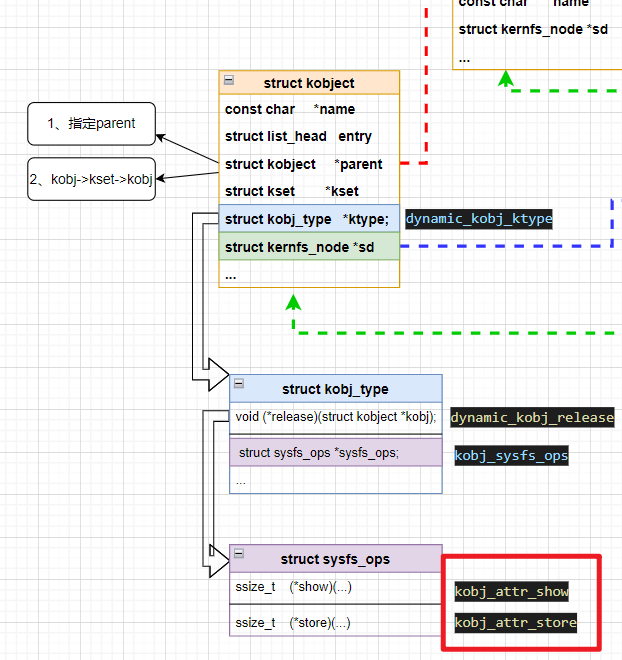 const char    name
struct kernfs_node *sd
...
struct kobject
const char    *name
1、指定parent
struct list_head   entry
struct kobject    *parent
2、kobj->kset->kobj
struct kset       *kset
struct kobj_type   *ktype;
dynamic_kobj_ktype
struct kernfs_node *sd
...
struct kobj_type
void (*release)(struct kobject *kobj);
dynamic_kobj_release
struct sysfs_ops *sysfs_ops;
kobj_sysfs_ops
...
struct sysfs_ops
ssize_t    (*show)(...)
kobj_attr_show
ssize_t    (*store)(...)
kobj_attr_store